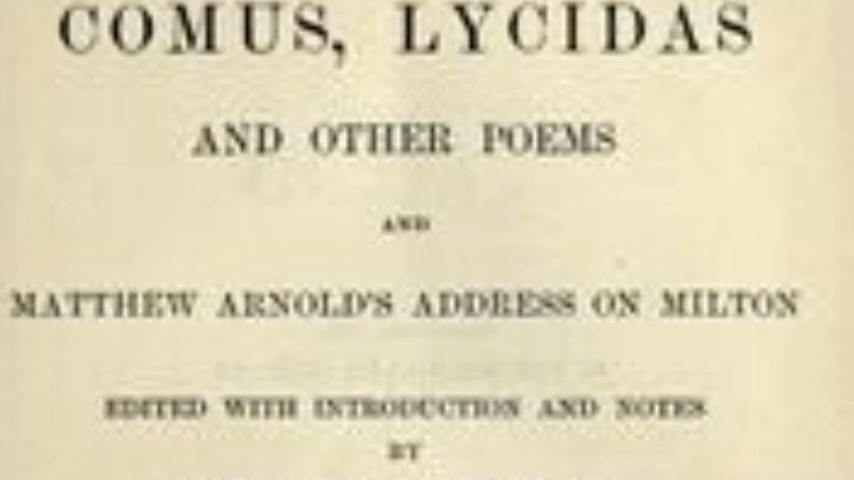 COMUS, LYCIDAS
AND OTHER POEMS
AND
MATTHEW ARNOLD'S ADDRESS ON MILTON
EDITED WITH INTRODUCTION AND NOTES
BY